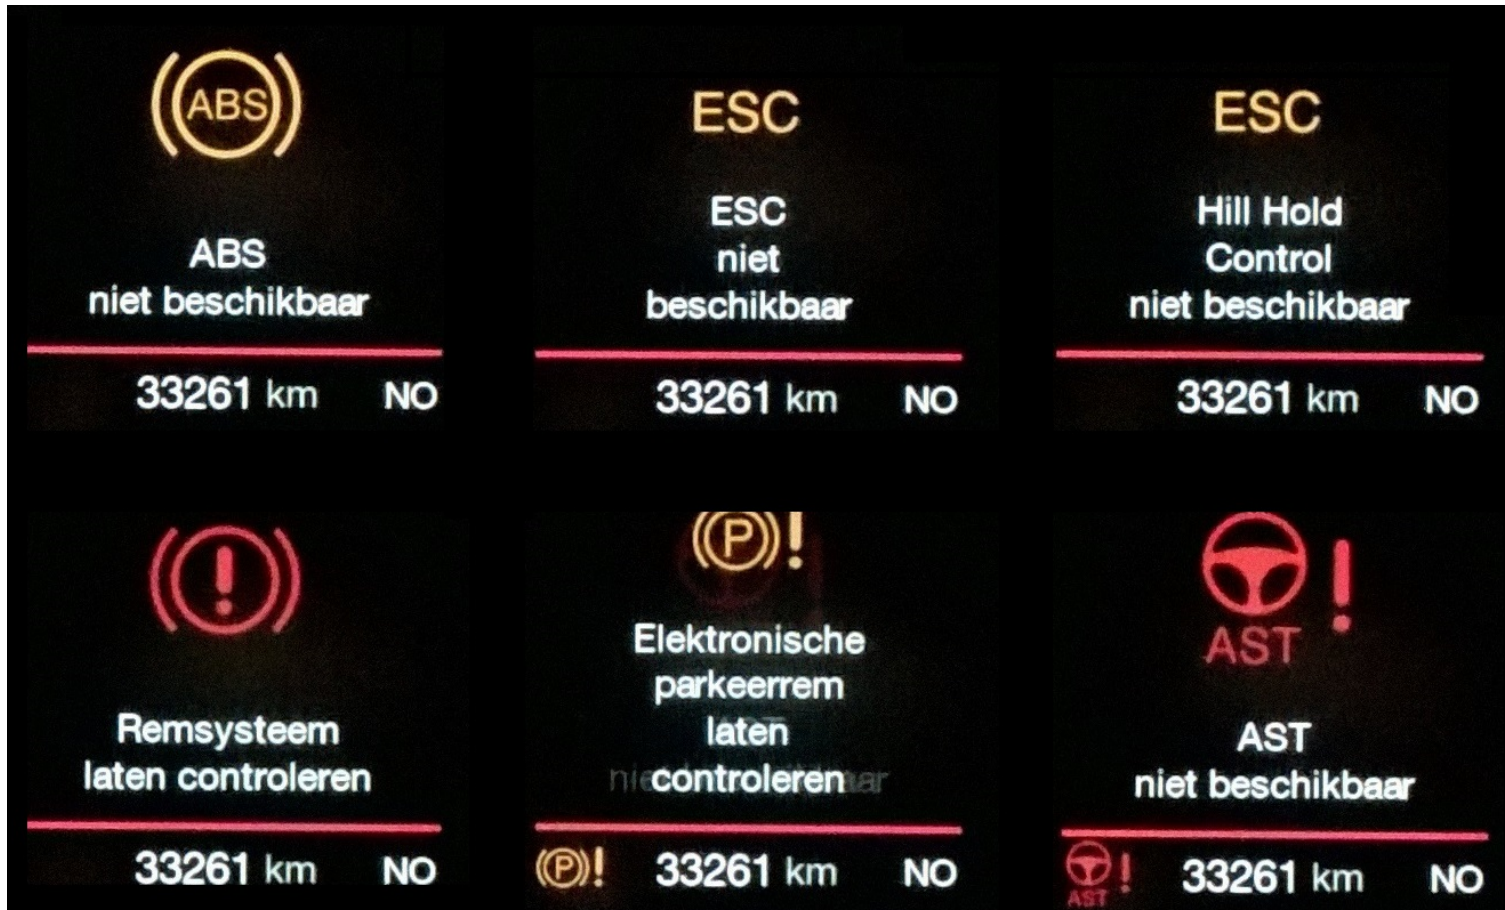 ABS
ABS
niet beschikbaar
33261 km NO
ESC
ESC
niet
beschikbaar
33261 km NO
ESC
Hill Hold
Control
niet beschikbaar
33261 km NO
!
Remsysteem
laten controleren
33261 km NO
P !
Elektronische
parkeerrem
laten
controleren
P ! 33261 km NO
!
AST
AST
niet beschikbaar
! AST 33261 km NO